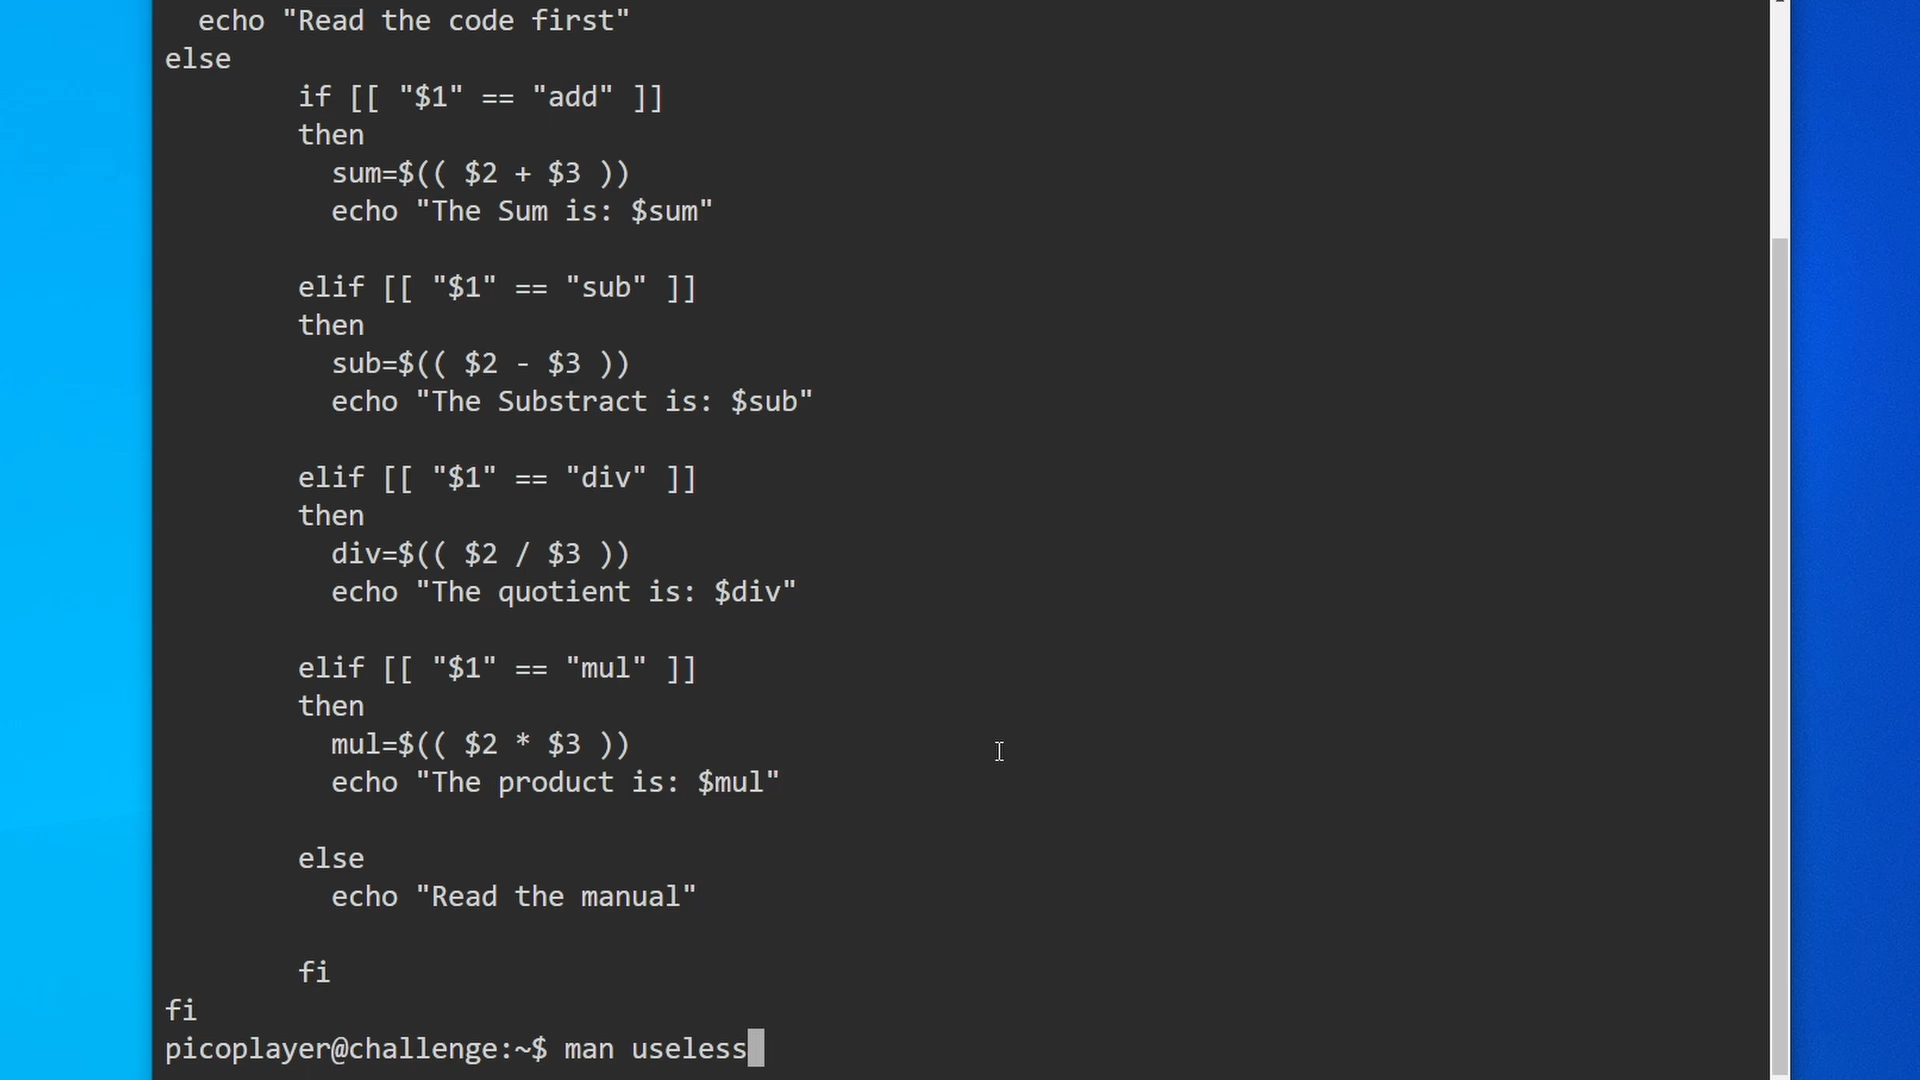 echo "Read the code first"
else
if [[ "$1" == "add" ]]
then
sum=$(( $2 + $3 ))
echo "The Sum is: $sum"
elif [[ "$1" == "sub" ]]
then
sub=$(( $2 - $3 ))
echo "The Substract is: $sub"
elif [[ "$1" == "div" ]]
then
div=$(( $2 / $3 ))
echo "The quotient is: $div"
elif [[ "$1" == "mul" ]]
then
mul=$(( $2 * $3 ))
echo "The product is: $mul"
else
echo "Read the manual"
fi
fi
picoplayer@challenge:~$ man useless